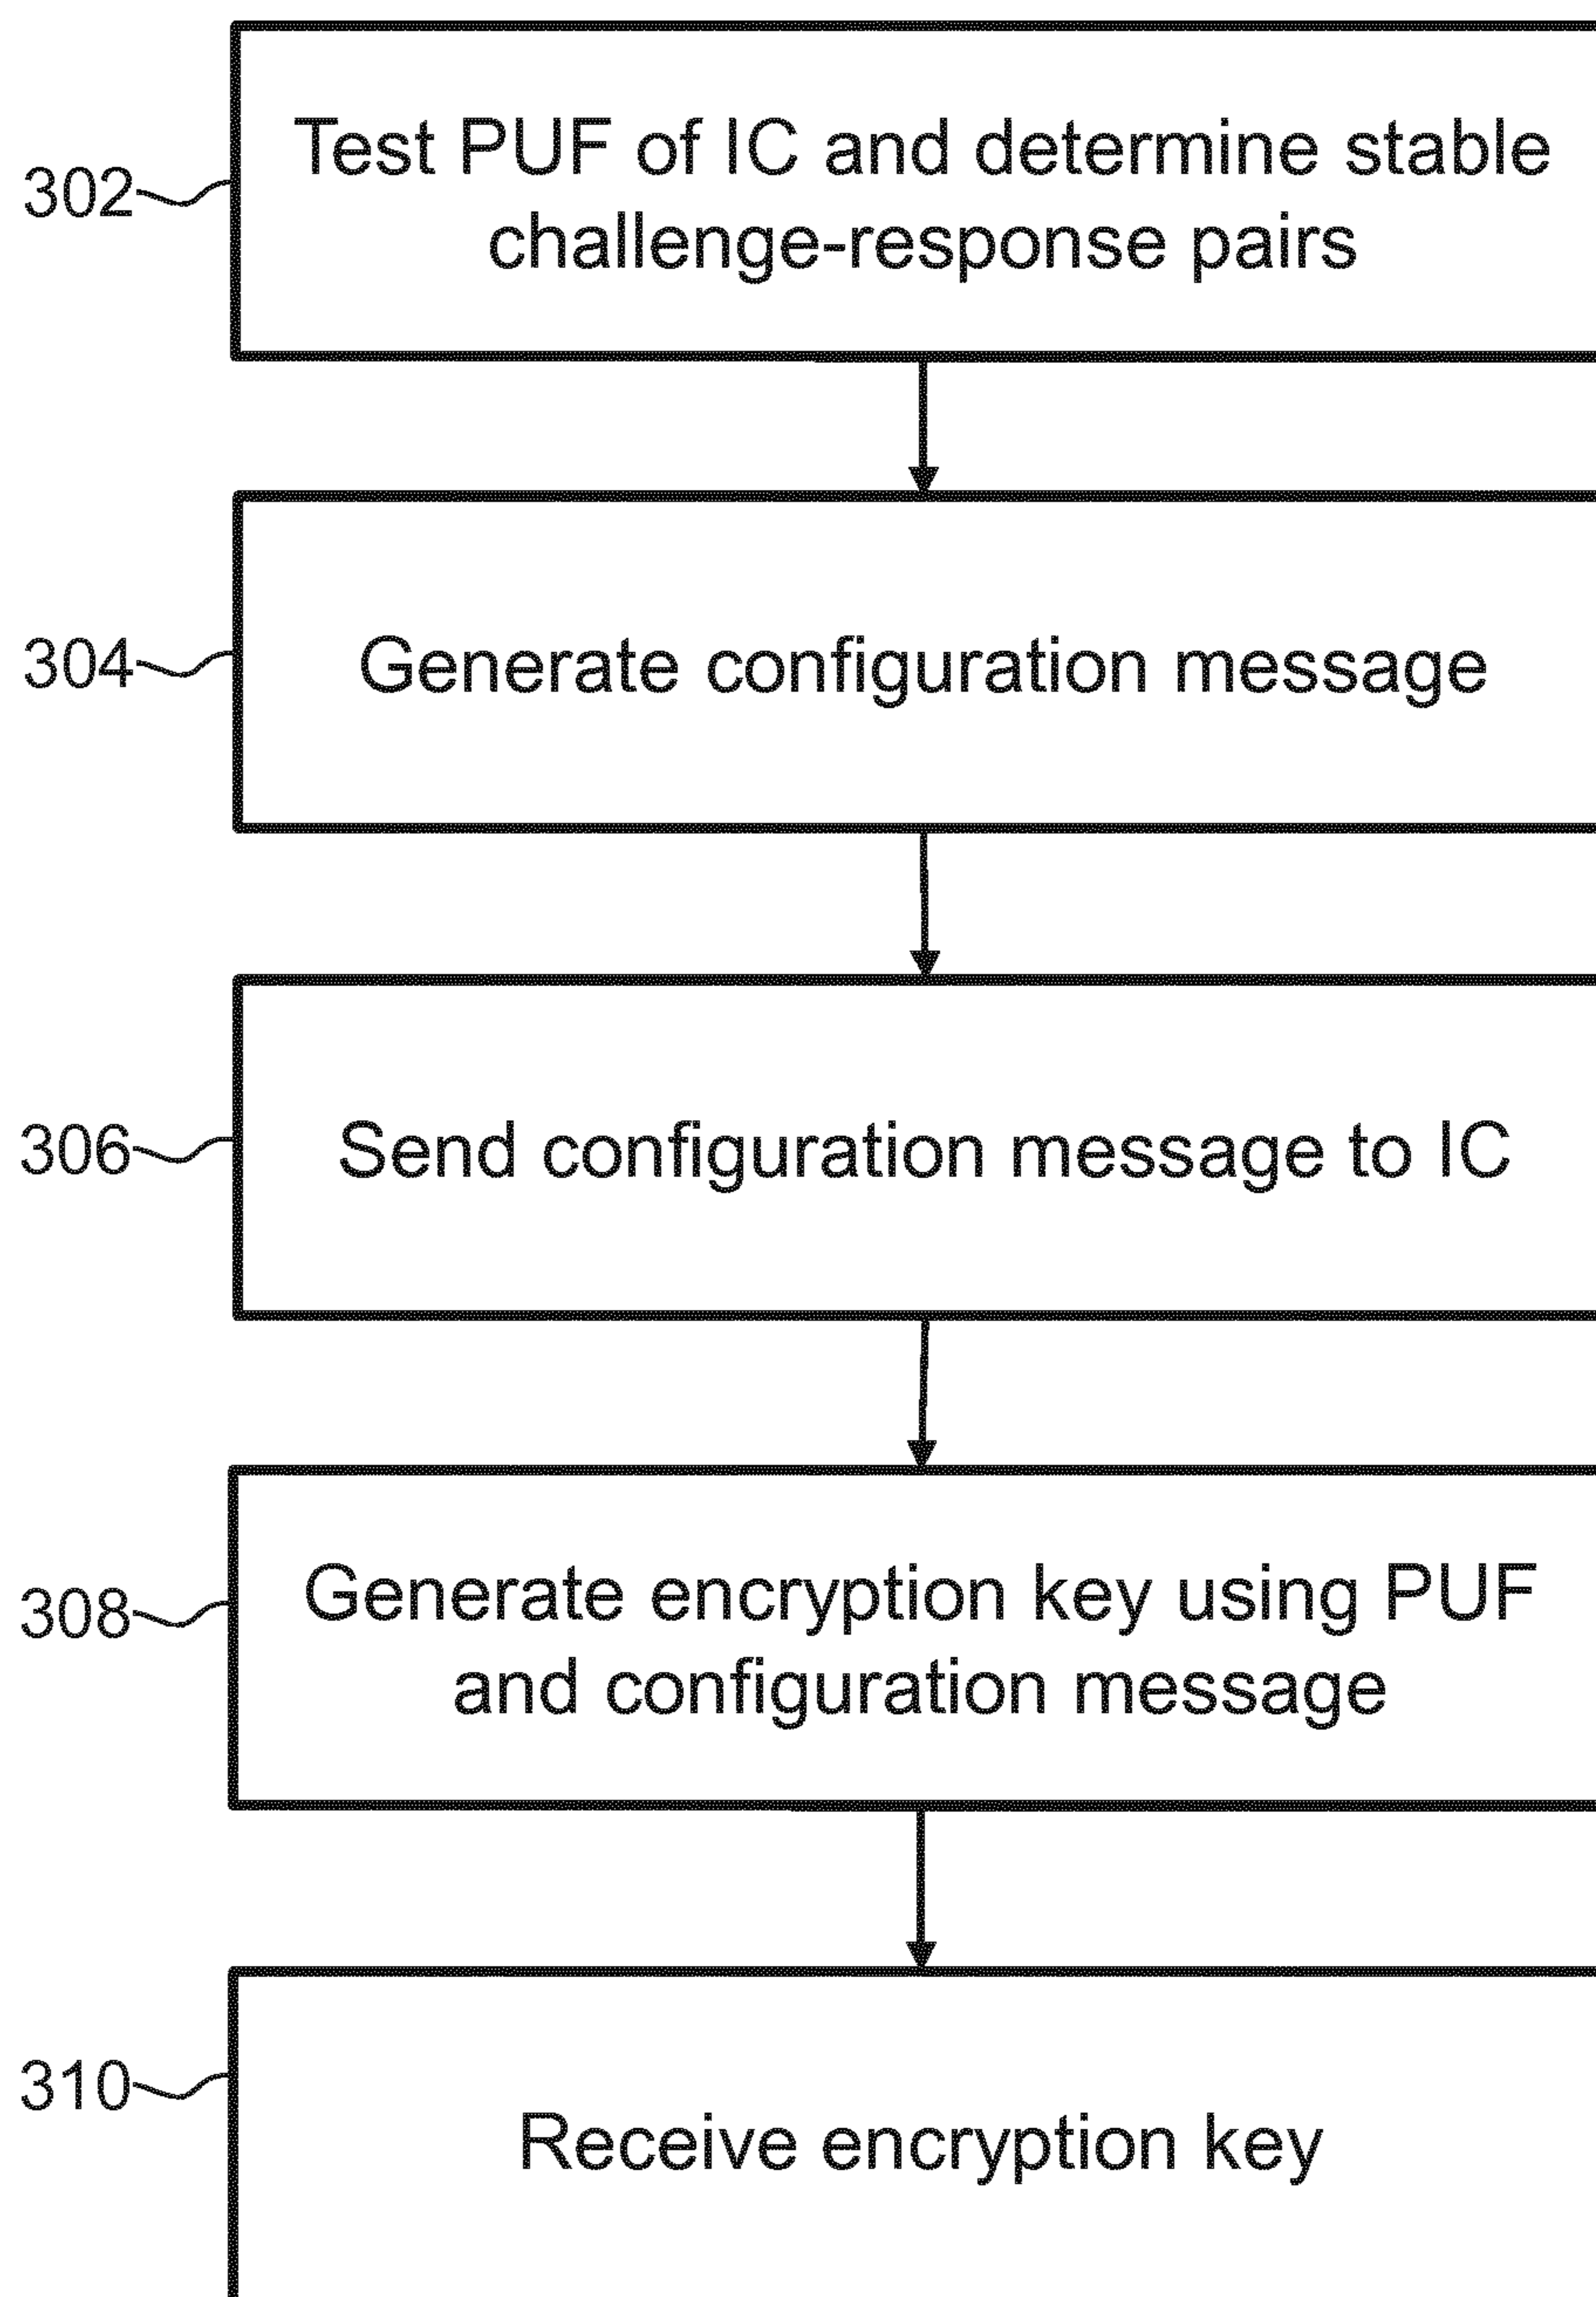 302
Test PUF of IC and determine stable
challenge-response pairs
304
Generate configuration message
306
Send configuration message to IC
308
Generate encryption key using PUF
and configuration message
310
Receive encryption key